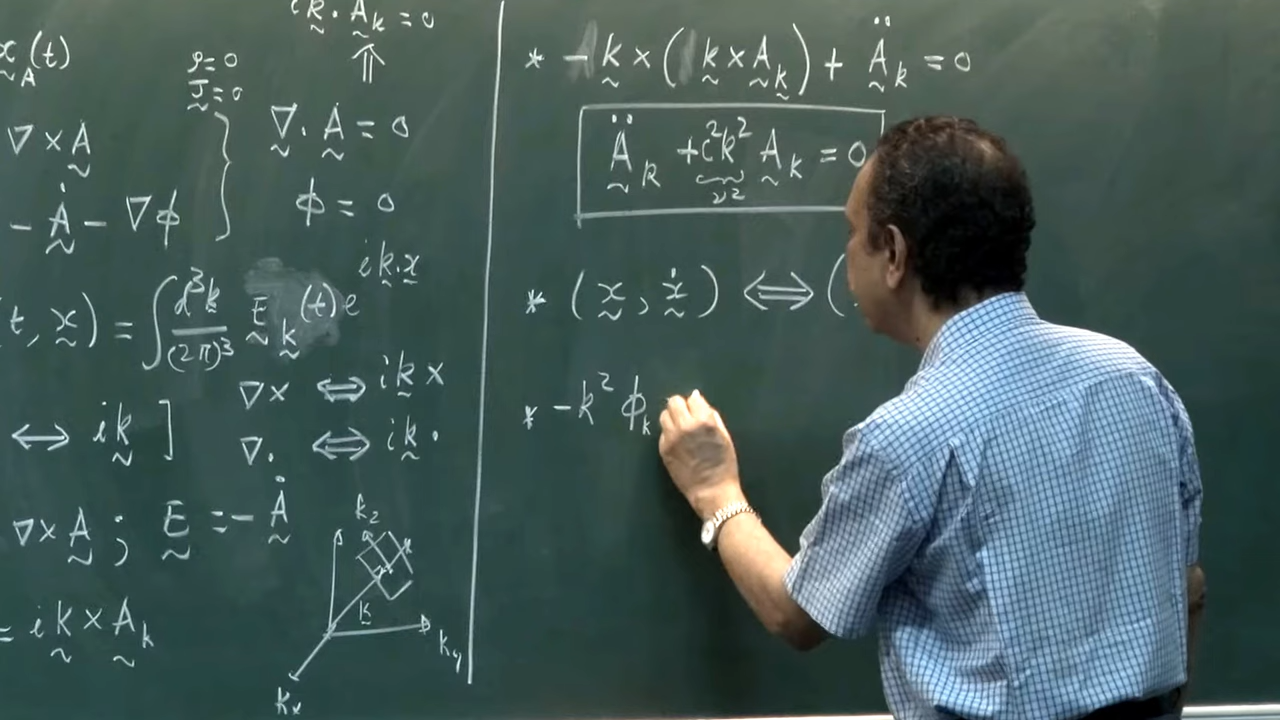 x_A(t)
∇ × A
- Ȧ - ∇φ
ρ = 0
J = 0
ik · A_k = 0
⇑
∇ · A = 0
φ = 0
(t, x) = ∫ d³k/(2π)³ E_k(t) e^{ik·x}
↔ ik ]
∇× ⟺ ik ×
∇· ⟺ ik ·
∇ × A ; E = - Ȧ
= ik × A_k
k_z
k
k_y
k_x
* - k × ( k × A_k ) + Ä_k = 0
Ä_k + c²k² A_k = 0
ν²
* ( x , ẋ ) ⟺ (
* - k² φ_k